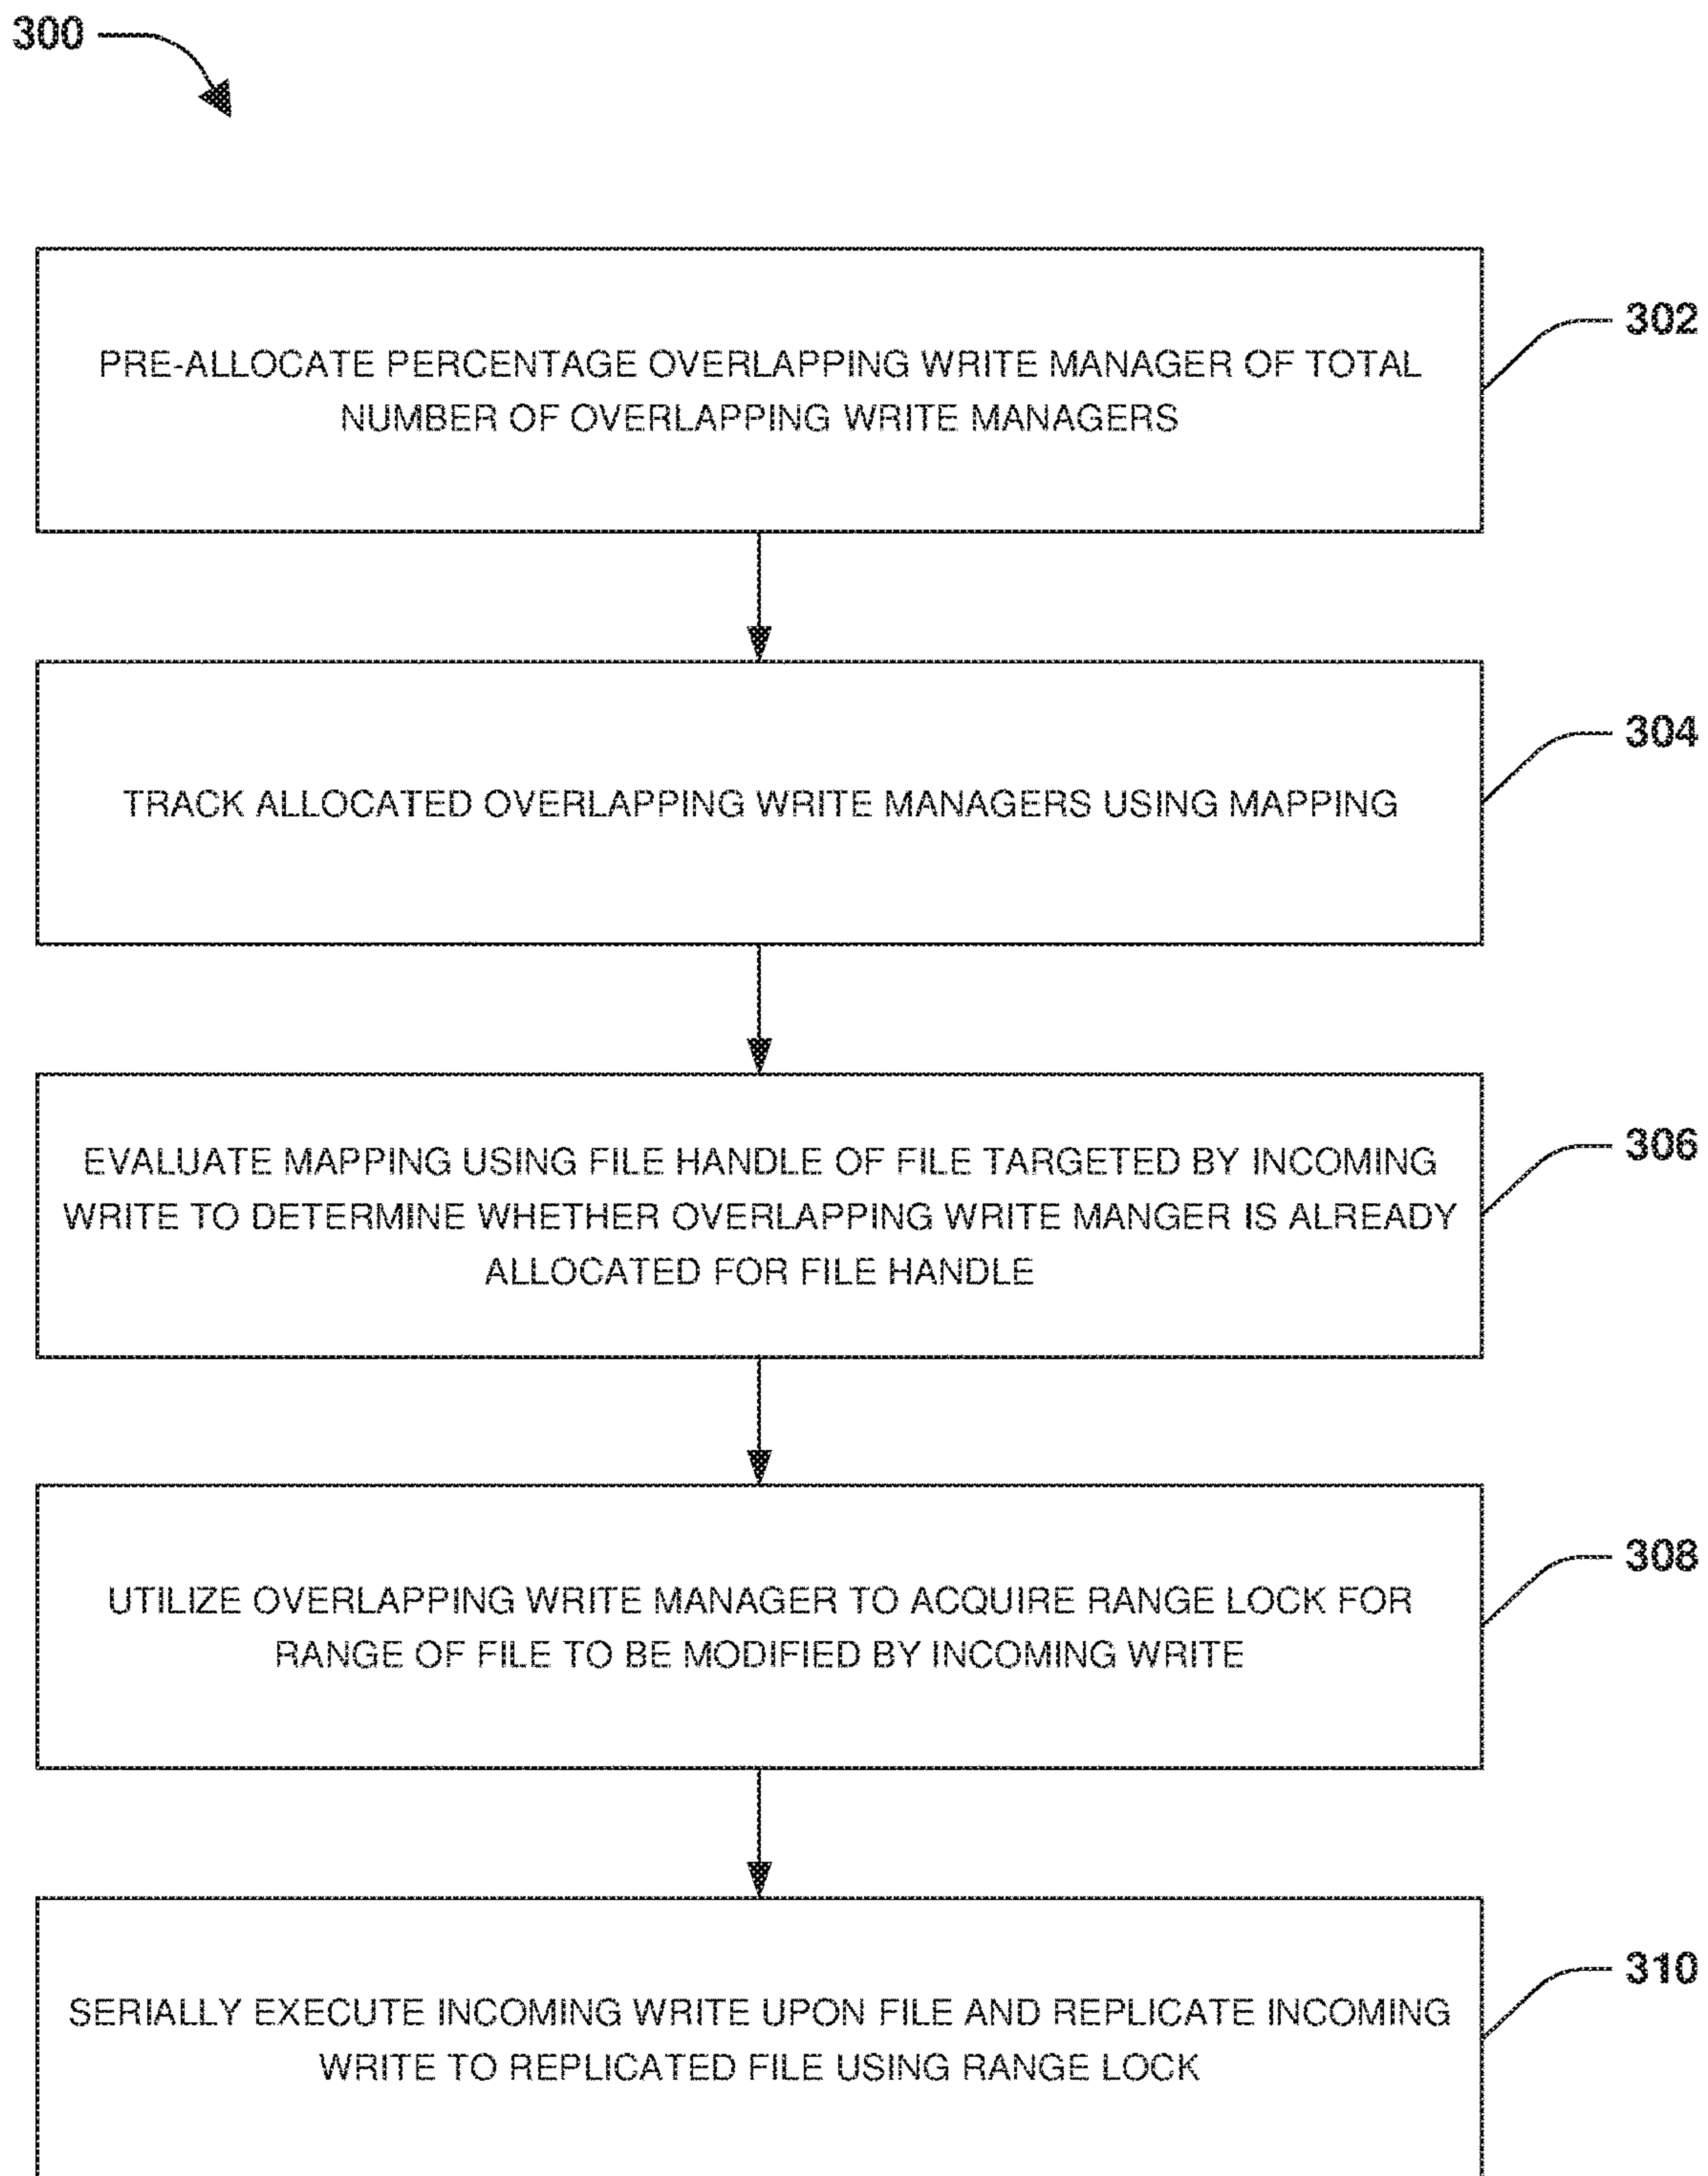 300
302
PRE-ALLOCATE PERCENTAGE OVERLAPPING WRITE MANAGER OF TOTAL
NUMBER OF OVERLAPPING WRITE MANAGERS
304
TRACK ALLOCATED OVERLAPPING WRITE MANAGERS USING MAPPING
306
EVALUATE MAPPING USING FILE HANDLE OF FILE TARGETED BY INCOMING
WRITE TO DETERMINE WHETHER OVERLAPPING WRITE MANGER IS ALREADY
ALLOCATED FOR FILE HANDLE
308
UTILIZE OVERLAPPING WRITE MANAGER TO ACQUIRE RANGE LOCK FOR
RANGE OF FILE TO BE MODIFIED BY INCOMING WRITE
310
SERIALLY EXECUTE INCOMING WRITE UPON FILE AND REPLICATE INCOMING
WRITE TO REPLICATED FILE USING RANGE LOCK